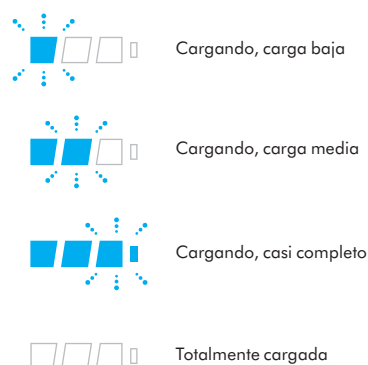 Cargando, carga baja
Cargando, carga media
Cargando, casi completo
Totalmente cargada